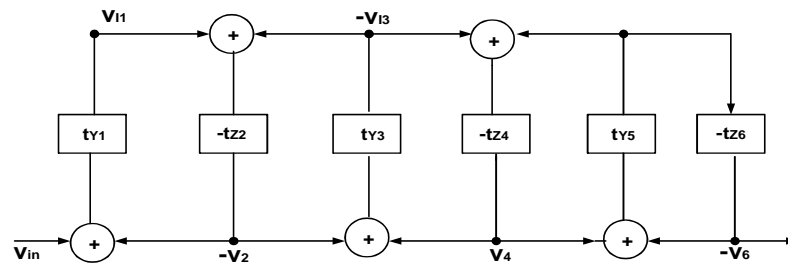 VI1 -VI3
+ +
tY1 -tZ2 tY3 -tZ4 tY5 -tZ6
+ + +
Vin -V2 V4 -V6